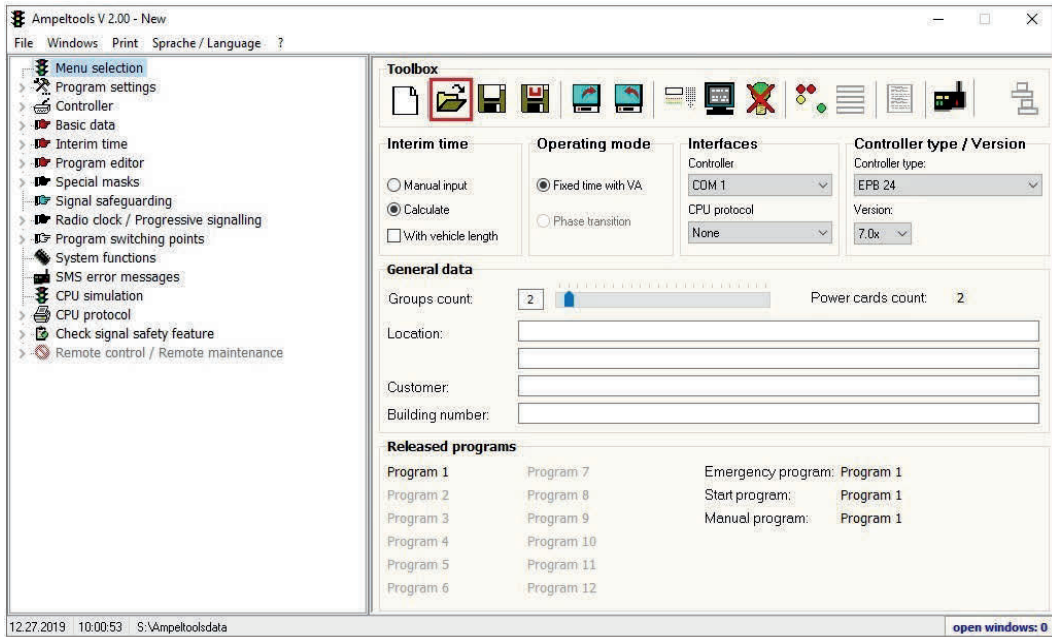 Ampeltools V 2.00 - New
File Windows Print Sprache / Language ?
Menu selection
Program settings
Controller
Basic data
Interim time
Program editor
Special masks
Signal safeguarding
Radio clock / Progressive signalling
Program switching points
System functions
SMS error messages
CPU simulation
CPU protocol
Check signal safety feature
Remote control / Remote maintenance
Toolbox
Interim time
Manual input
Calculate
With vehicle length
Operating mode
Fixed time with VA
Phase transition
Interfaces
Controller
COM 1
CPU protocol
None
Controller type / Version
Controller type:
EPB 24
Version:
7.0x
General data
Groups count: 2
Power cards count: 2
Location:
Customer:
Building number:
Released programs
Program 1
Program 2
Program 3
Program 4
Program 5
Program 6
Program 7
Program 8
Program 9
Program 10
Program 11
Program 12
Emergency program: Program 1
Start program: Program 1
Manual program: Program 1
12.27.2019 10:00:53 S:\Ampeltoolsdata
open windows: 0